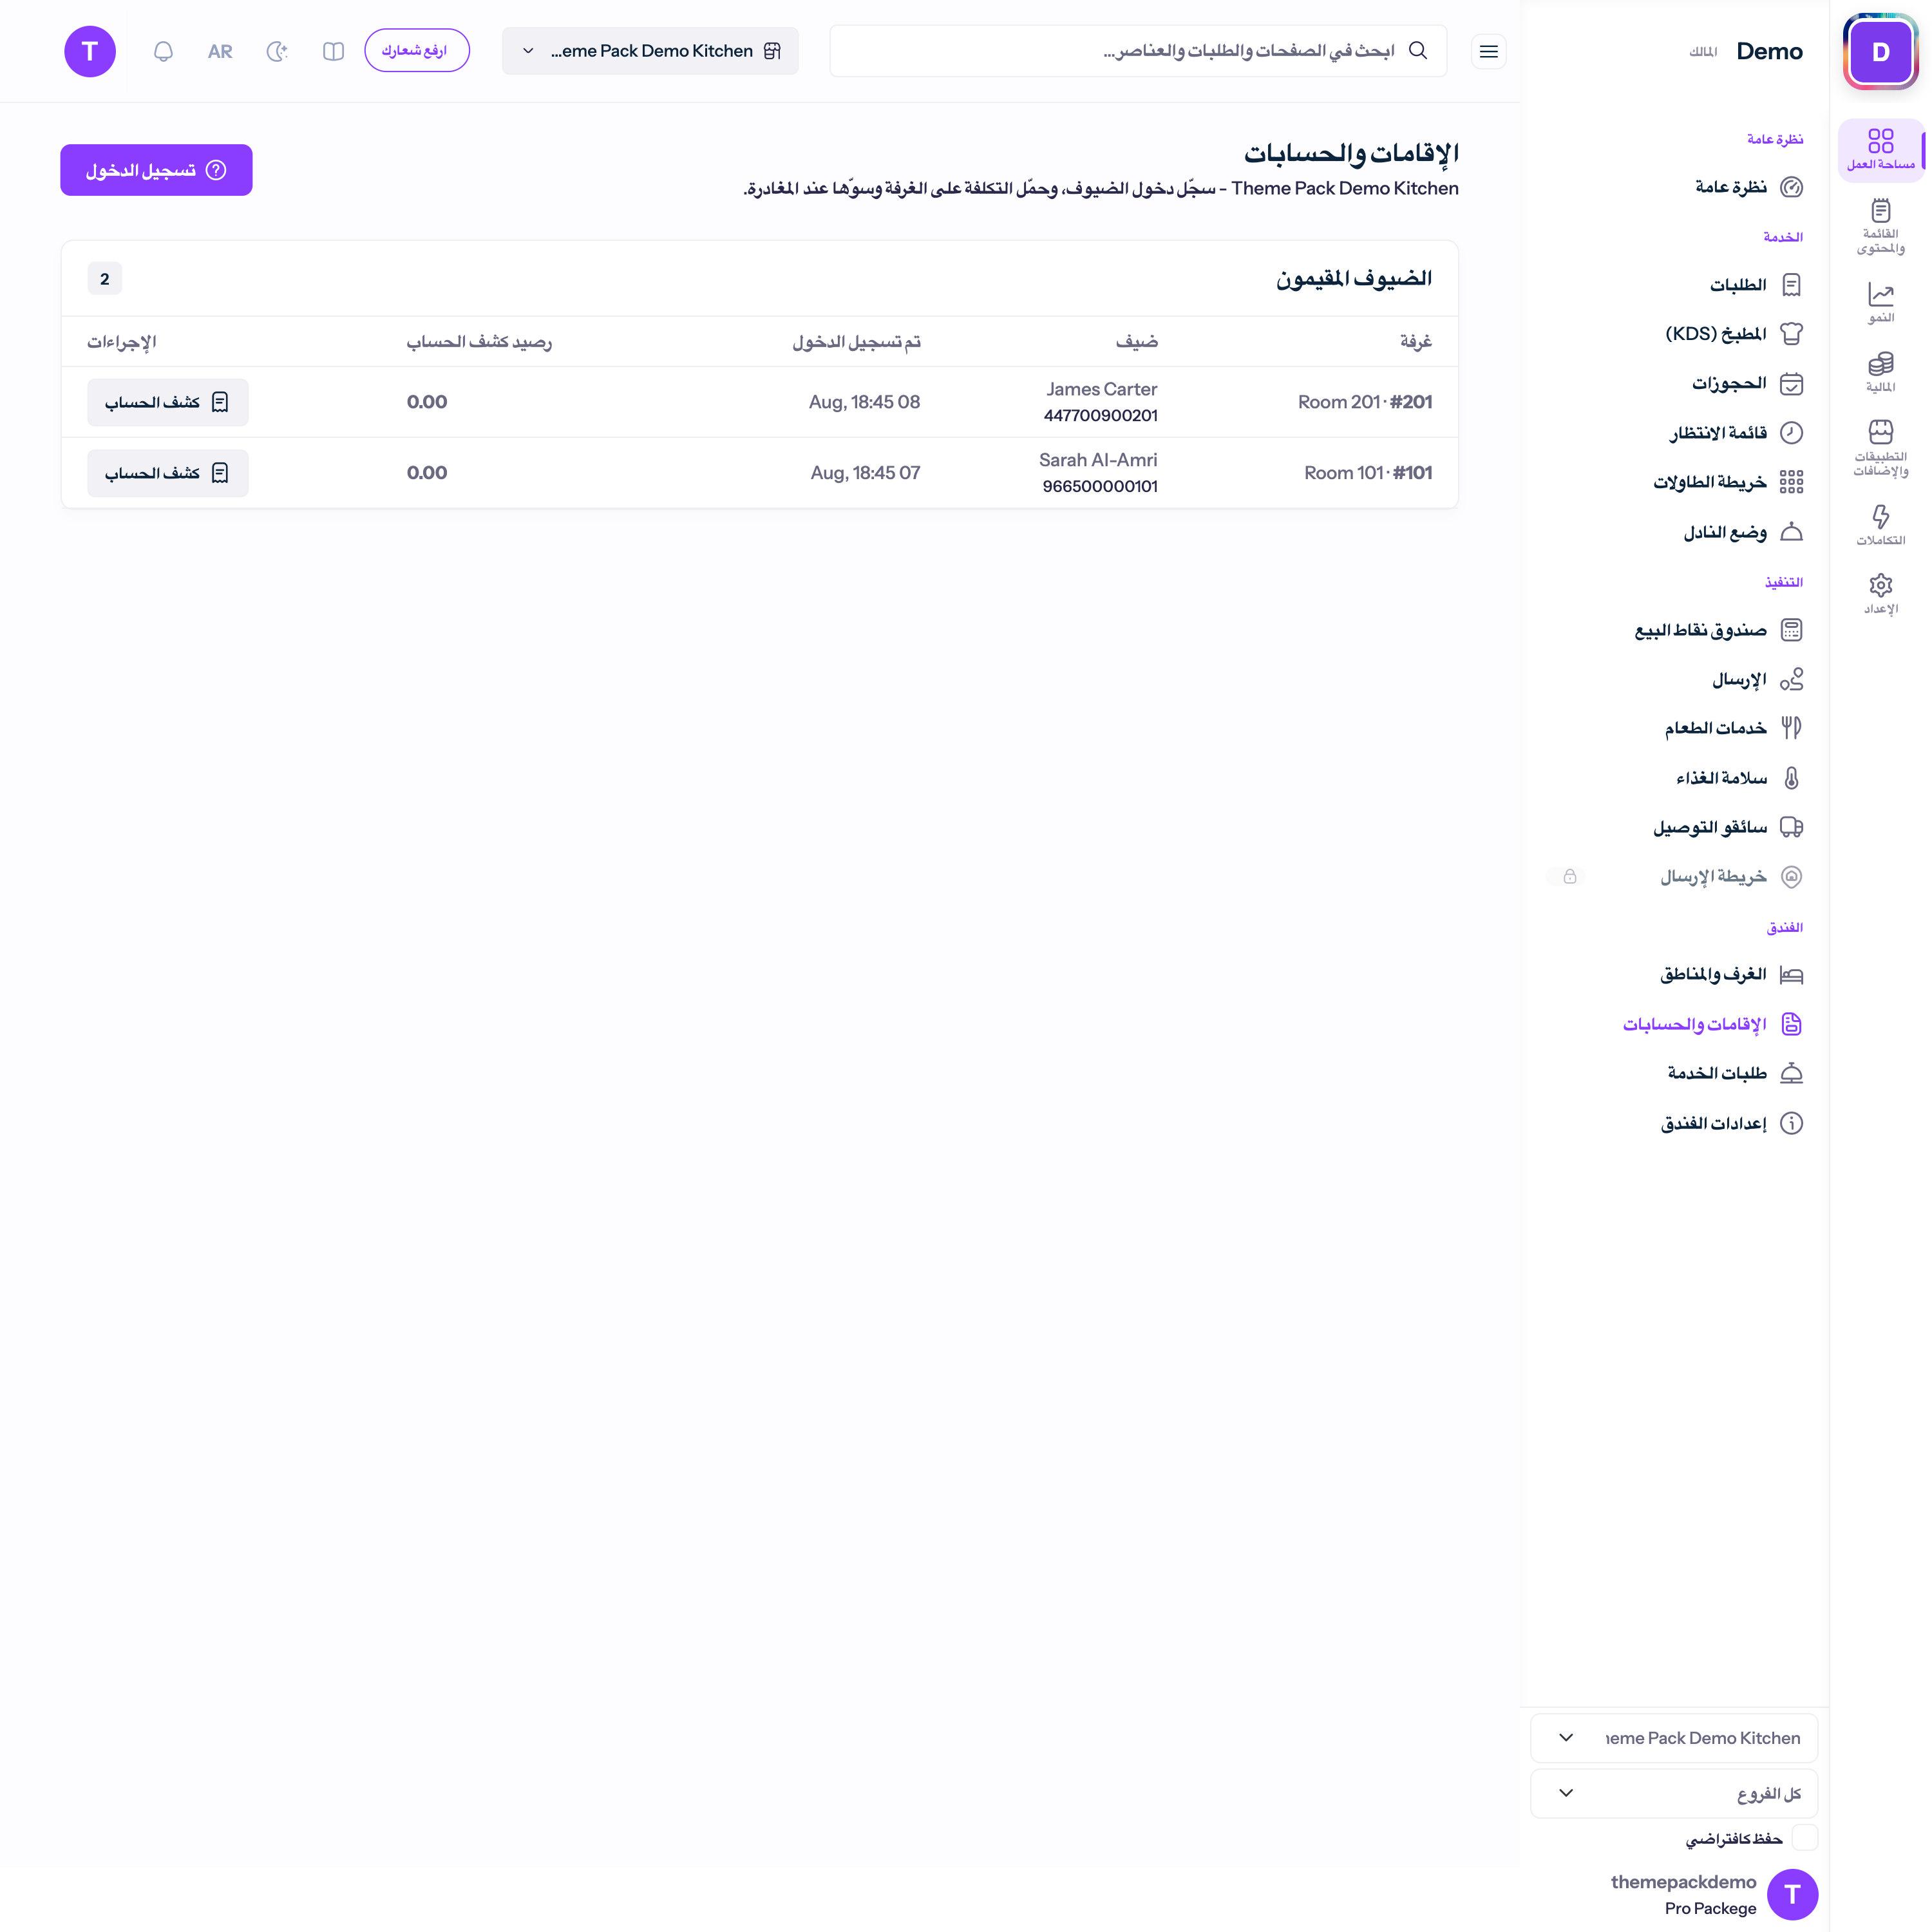 D
مساحة العمل
القائمة
والمحتوى
النمو
المالية
التطبيقات
والإضافات
التكاملات
الإعداد
Demo المالك
نظرة عامة
نظرة عامة
الخدمة
الطلبات
المطبخ (KDS)
الحجوزات
قائمة الانتظار
خريطة الطاولات
وضع النادل
التنفيذ
صندوق نقاط البيع
الإرسال
خدمات الطعام
سلامة الغذاء
سائقو التوصيل
خريطة الإرسال
الفندق
الغرف والمناطق
الإقامات والحسابات
طلبات الخدمة
إعدادات الفندق
heme Pack Demo Kitchen
كل الفروع
حفظ كافتراضي
T
themepackdemo
Pro Packege
ابحث في الصفحات والطلبات والعناصر...
...eme Pack Demo Kitchen
ارفع شعارك
AR
T
الإقامات والحسابات
Theme Pack Demo Kitchen - سجّل دخول الضيوف، وحمّل التكلفة على الغرفة وسوّها عند المغادرة.
تسجيل الدخول
الضيوف المقيمون
2
غرفة ضيف تم تسجيل الدخول رصيد كشف الحساب الإجراءات
Room 201 · #201
James Carter
447700900201
Aug, 18:45 08
0.00
كشف الحساب
Room 101 · #101
Sarah Al-Amri
966500000101
Aug, 18:45 07
0.00
كشف الحساب